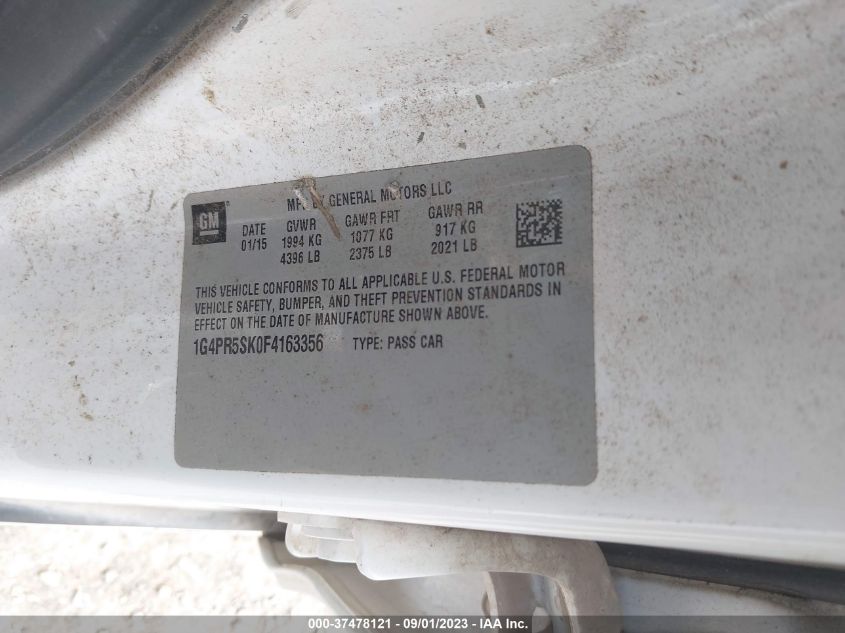 MFD BY GENERAL MOTORS LLC
GM
DATE GVWR GAWR FRT GAWR RR
01/15 1994 KG 1077 KG 917 KG
4396 LB 2375 LB 2021 LB
THIS VEHICLE CONFORMS TO ALL APPLICABLE U.S. FEDERAL MOTOR
VEHICLE SAFETY, BUMPER, AND THEFT PREVENTION STANDARDS IN
EFFECT ON THE DATE OF MANUFACTURE SHOWN ABOVE.
1G4PR5SK0F4163356 TYPE: PASS CAR
000-37478121 - 09/01/2023 - IAA Inc.